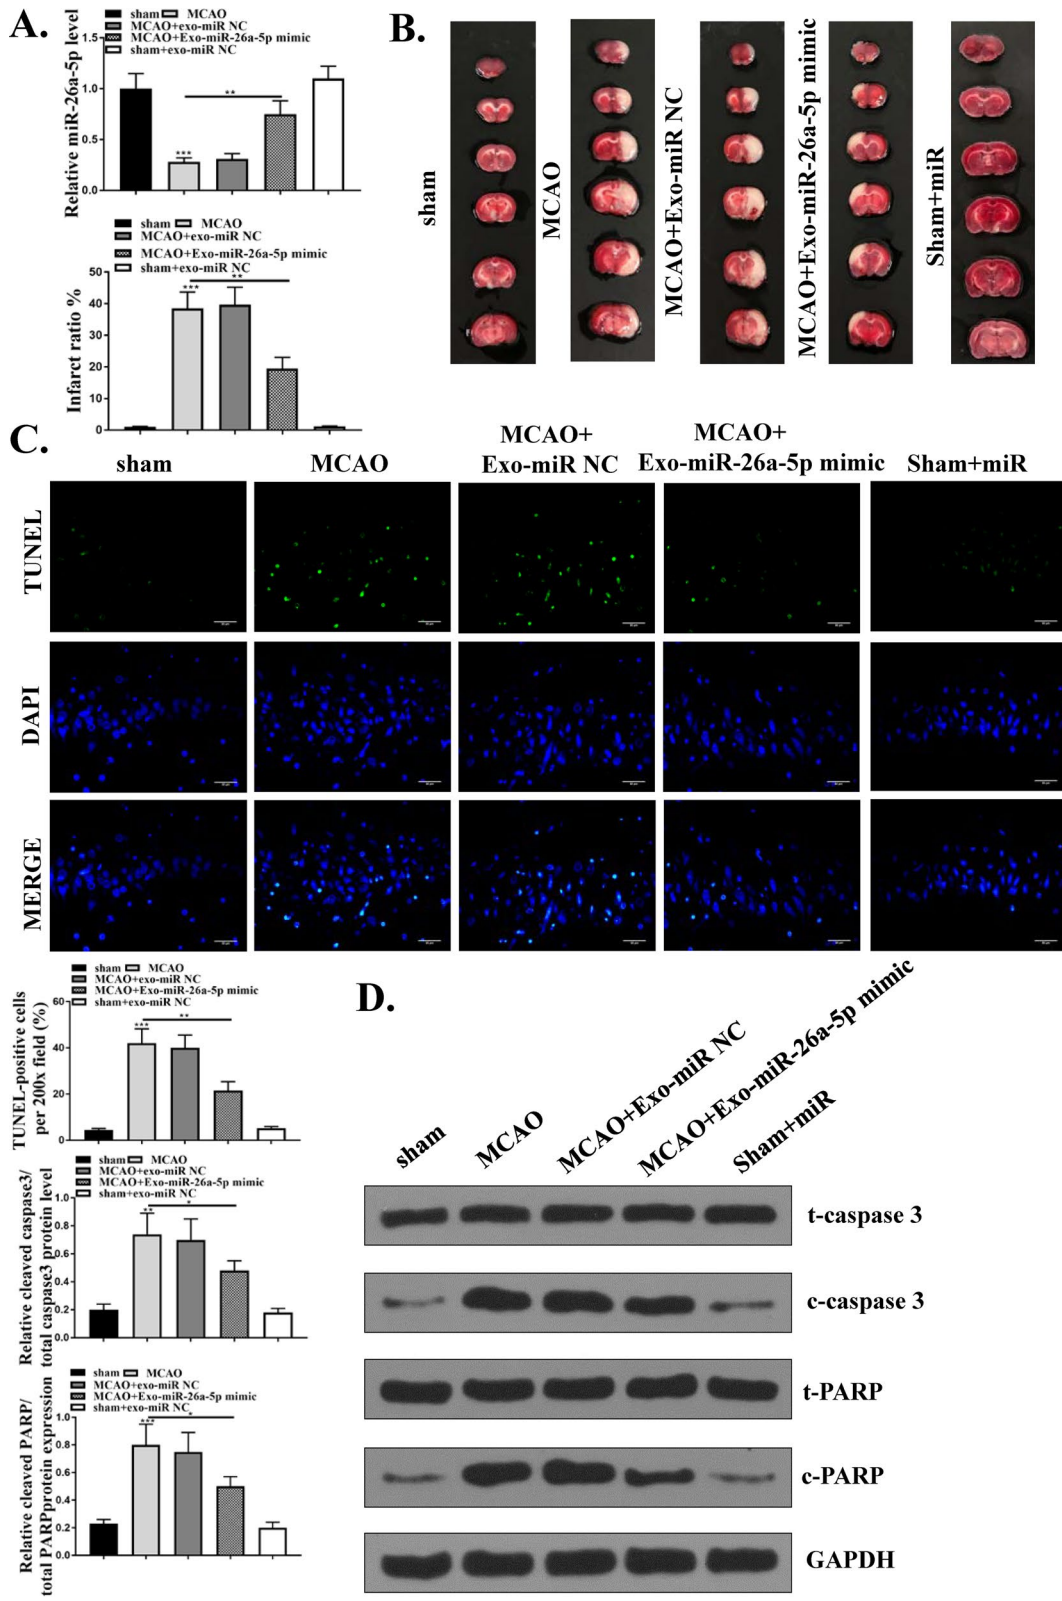 A.
sham MCAO
MCAO+exo-miR NC
MCAO+Exo-miR-26a-5p mimic
sham+exo-miR NC
Relative miR-26a-5p level
1.5
1.0
0.5
0.0
***
**
sham MCAO
MCAO+exo-miR NC
MCAO+Exo-miR-26a-5p mimic
sham+exo-miR NC
Infarct ratio %
50
40
30
20
10
0
***
**
B.
sham
MCAO
MCAO+Exo-miR NC
MCAO+Exo-miR-26a-5p mimic
Sham+miR
C.
sham
MCAO
MCAO+
Exo-miR NC
MCAO+
Exo-miR-26a-5p mimic
Sham+miR
TUNEL
DAPI
MERGE
sham MCAO
MCAO+exo-miR NC
MCAO+Exo-miR-26a-5p mimic
sham+exo-miR NC
TUNEL-positive cells
per 200x field (%)
60
40
20
0
***
**
sham MCAO
MCAO+exo-miR NC
MCAO+Exo-miR-26a-5p mimic
sham+exo-miR NC
Relative cleaved caspase3/
total caspase3 protein level
1.0
0.8
0.6
0.4
0.2
0.0
**
*
sham MCAO
MCAO+exo-miR NC
MCAO+Exo-miR-26a-5p mimic
sham+exo-miR NC
Relative cleaved PARP/
total PARPprotein expression
1.0
0.8
0.6
0.4
0.2
0.0
***
*
D.
sham
MCAO
MCAO+Exo-miR NC
MCAO+Exo-miR-26a-5p mimic
Sham+miR
t-caspase 3
c-caspase 3
t-PARP
c-PARP
GAPDH